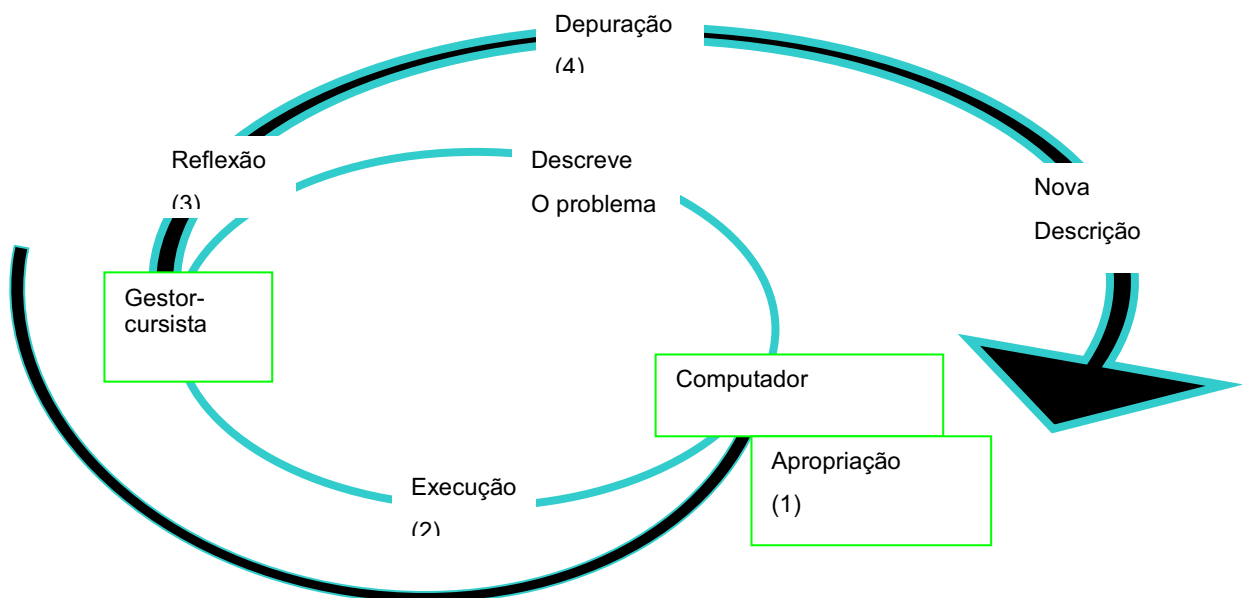 Depuração
(4)
Reflexão
(3)
Descreve
O problema
Nova
Descrição
Gestor-
cursista
Computador
Apropriação
(1)
Execução
(2)